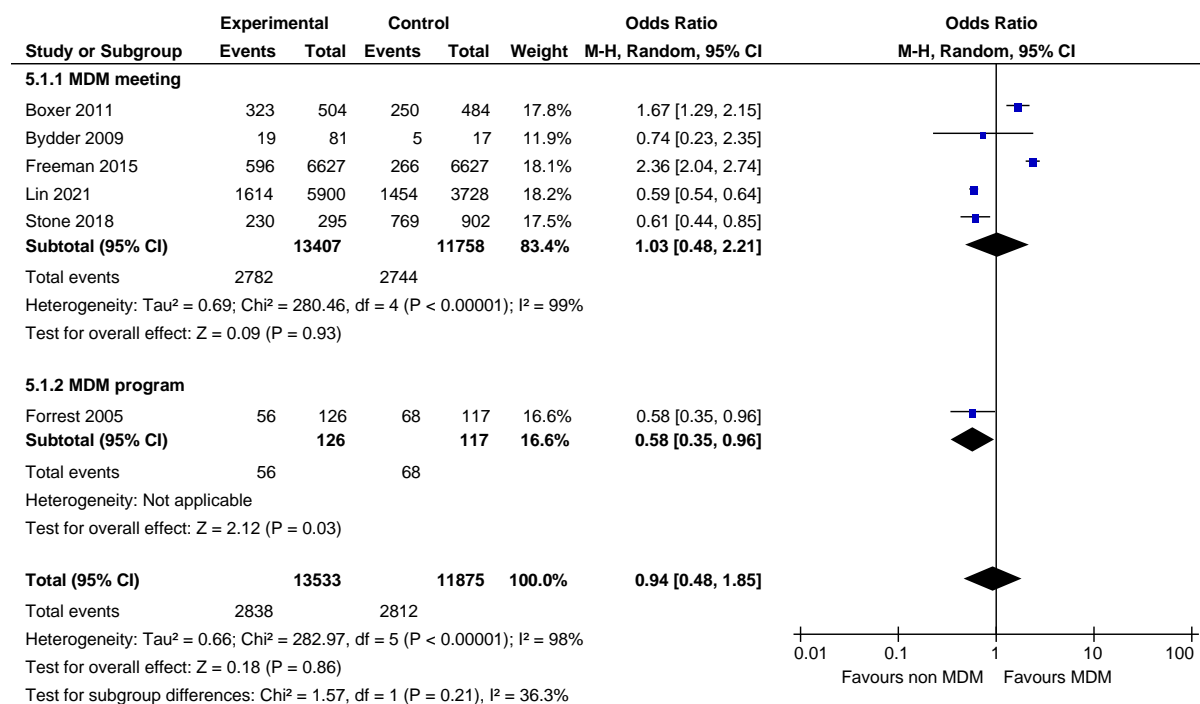 Experimental Control Odds Ratio Odds Ratio
Study or Subgroup Events Total Events Total Weight M-H, Random, 95% CI M-H, Random, 95% CI
5.1.1 MDM meeting
Boxer 2011 323 504 250 484 17.8% 1.67 [1.29, 2.15]
Bydder 2009 19 81 5 17 11.9% 0.74 [0.23, 2.35]
Freeman 2015 596 6627 266 6627 18.1% 2.36 [2.04, 2.74]
Lin 2021 1614 5900 1454 3728 18.2% 0.59 [0.54, 0.64]
Stone 2018 230 295 769 902 17.5% 0.61 [0.44, 0.85]
Subtotal (95% CI) 13407 11758 83.4% 1.03 [0.48, 2.21]
Total events 2782 2744
Heterogeneity: Tau² = 0.69; Chi² = 280.46, df = 4 (P < 0.00001); I² = 99%
Test for overall effect: Z = 0.09 (P = 0.93)
5.1.2 MDM program
Forrest 2005 56 126 68 117 16.6% 0.58 [0.35, 0.96]
Subtotal (95% CI) 126 117 16.6% 0.58 [0.35, 0.96]
Total events 56 68
Heterogeneity: Not applicable
Test for overall effect: Z = 2.12 (P = 0.03)
Total (95% CI) 13533 11875 100.0% 0.94 [0.48, 1.85]
Total events 2838 2812
Heterogeneity: Tau² = 0.66; Chi² = 282.97, df = 5 (P < 0.00001); I² = 98%
Test for overall effect: Z = 0.18 (P = 0.86)
Test for subgroup differences: Chi² = 1.57, df = 1 (P = 0.21), I² = 36.3%
0.01 0.1 1 10 100
Favours non MDM Favours MDM